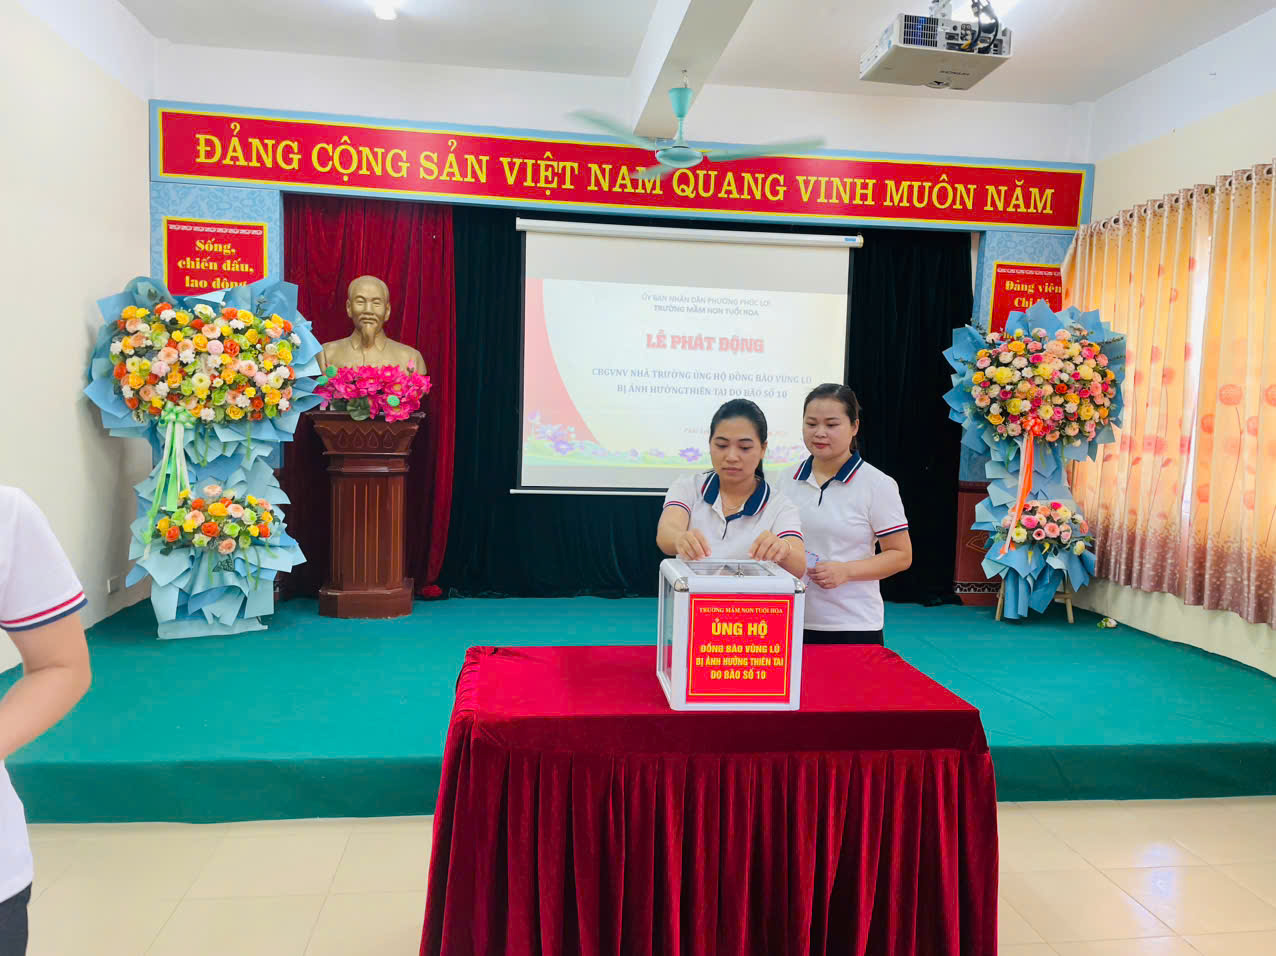 ĐẢNG CỘNG SẢN VIỆT NAM QUANG VINH MUÔN NĂM
Sống,
chiến đấu,
lao động
Đảng viên
ỦY BAN NHÂN DÂN PHƯỜNG PHÚC LỢI
TRƯỜNG MẦM NON TUỔI HOA
LỄ PHÁT ĐỘNG
CBGVNV NHÀ TRƯỜNG ỦNG HỘ ĐỒNG BÀO VÙNG LŨ
BỊ ẢNH HƯỞNG THIÊN TAI DO BÃO SỐ 10
TRƯỜNG MẦM NON TUỔI HOA
ỦNG HỘ
ĐỒNG BÀO VÙNG LŨ
BỊ ẢNH HƯỞNG THIÊN TAI
DO BÃO SỐ 10